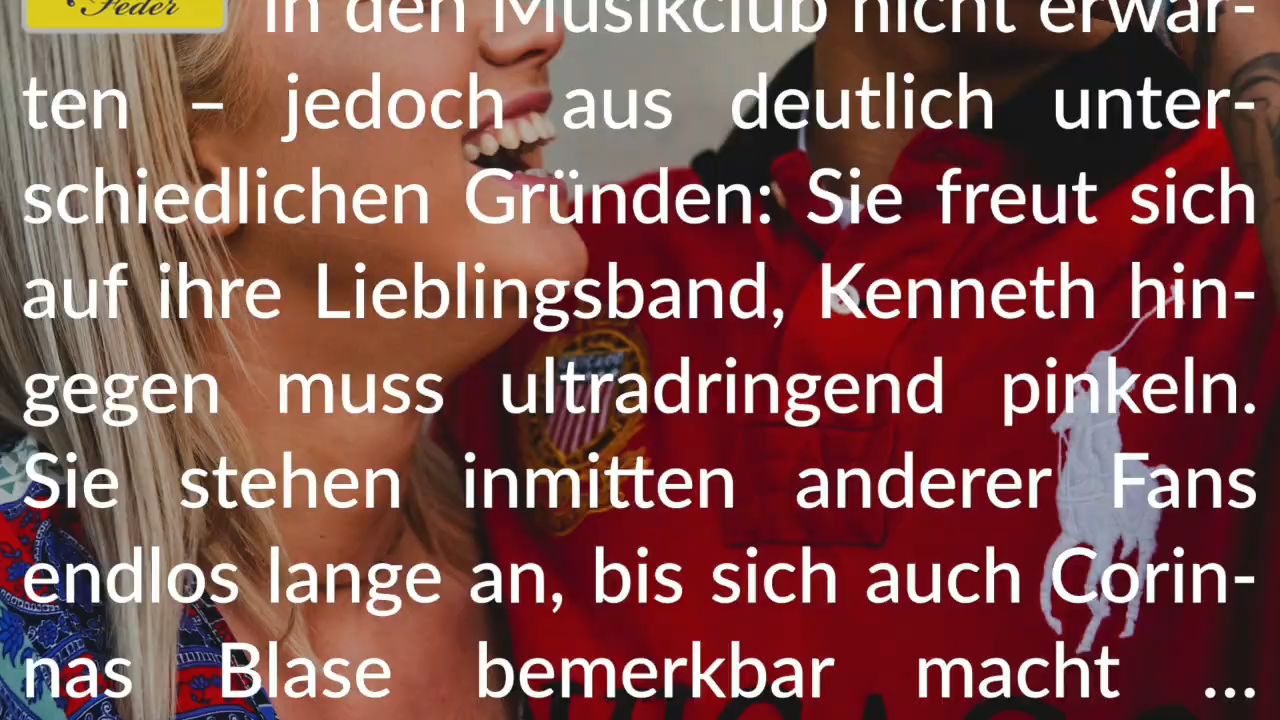 Feder
in den Musikclub nicht erwar-
ten – jedoch aus deutlich unter-
schiedlichen Gründen: Sie freut sich
auf ihre Lieblingsband, Kenneth hin-
gegen muss ultradringend pinkeln.
Sie stehen inmitten anderer Fans
endlos lange an, bis sich auch Corin-
nas Blase bemerkbar macht ...